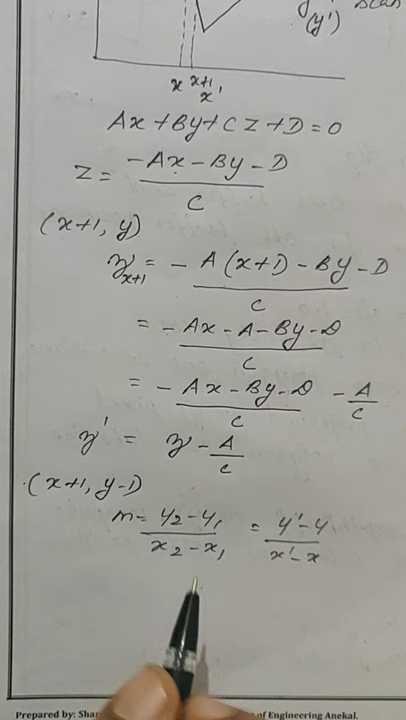 scan
(y')
x x+1
x'
Ax+By+Cz+D=0
z = -Ax-By-D / C
(x+1, y)
z x+1 = - A(x+1) - By - D / C
= - Ax - A - By - D / C
= - Ax - By - D / C - A / C
z' = z - A / C
(x+1, y-1)
m = y2-y1 / x2-x1 = y'-y / x'-x
Prepared by: of Engineering Anekal.